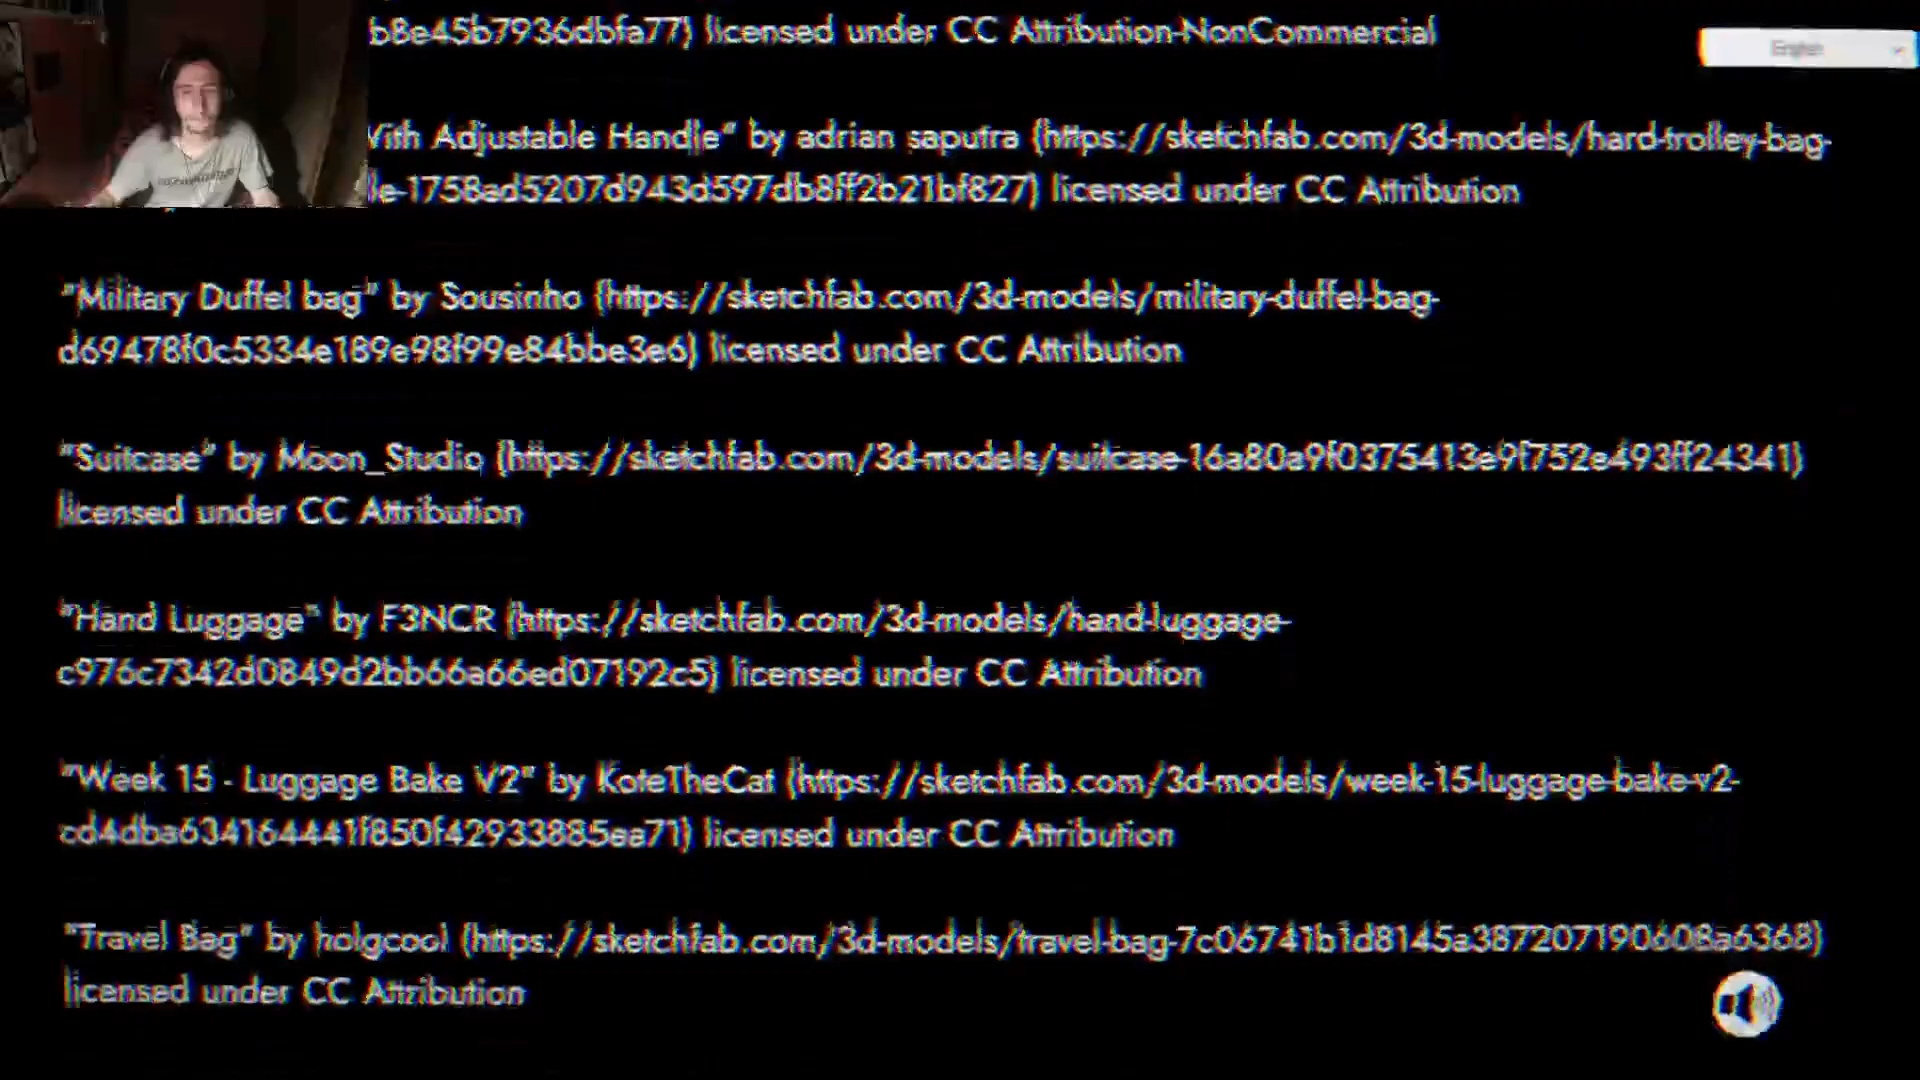 b8e45b7936dbfa77) licensed under CC Attribution-NonCommercial
English
With Adjustable Handle" by adrian saputra (https://sketchfab.com/3d-models/hard-trolley-bag-
le-1758ad5207d943d597db8ff2b21bf827) licensed under CC Attribution
"Military Duffel bag" by Sousinho (https://sketchfab.com/3d-models/military-duffel-bag-
d69478f0c5334e189e98f99e84bbe3e6) licensed under CC Attribution
"Suitcase" by Moon_Studio (https://sketchfab.com/3d-models/suitcase-16a80a9f0375413e9f752e493ff24341)
licensed under CC Attribution
"Hand Luggage" by F3NCR (https://sketchfab.com/3d-models/hand-luggage-
c976c7342d0849d2bb66a66ed07192c5) licensed under CC Attribution
"Week 15 - Luggage Bake V2" by KoteTheCat (https://sketchfab.com/3d-models/week-15-luggage-bake-v2-
cd4dba634164441f850f42933885ea71) licensed under CC Attribution
"Travel Bag" by holgcool (https://sketchfab.com/3d-models/travel-bag-7c06741b1d8145a387207190608a6368)
licensed under CC Attribution